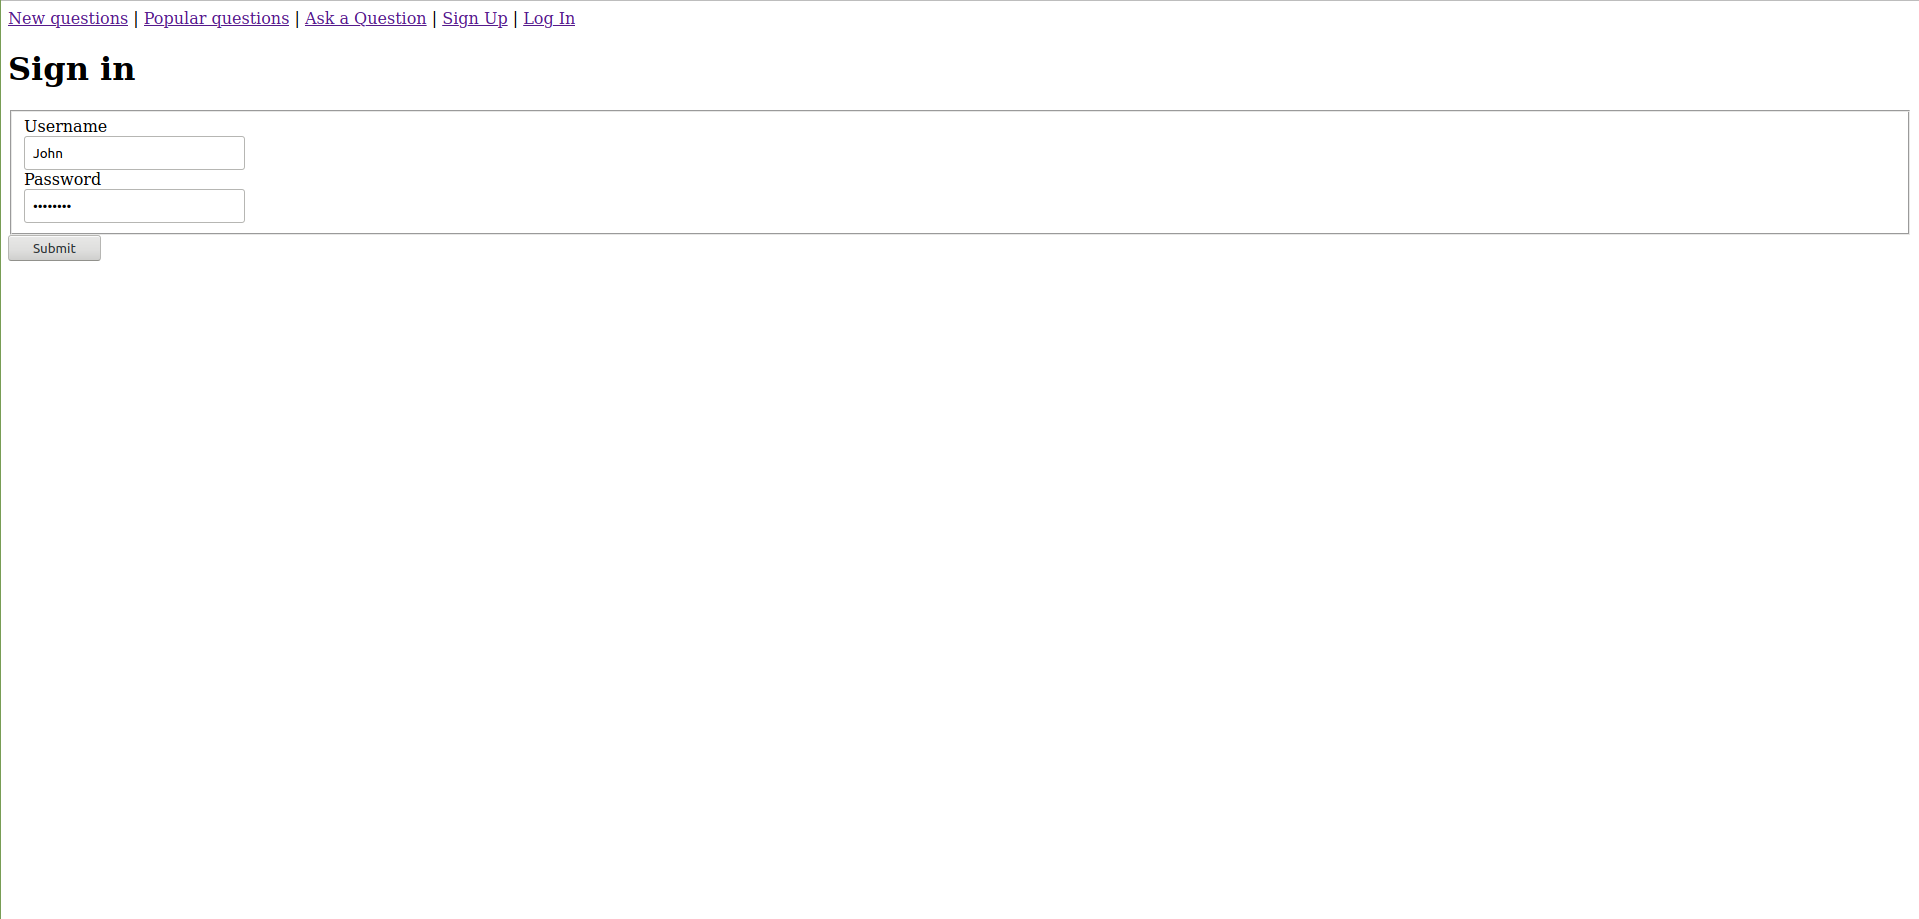 New questions | Popular questions | Ask a Question | Sign Up | Log In
Sign in
Username
John
Password
••••••••
Submit